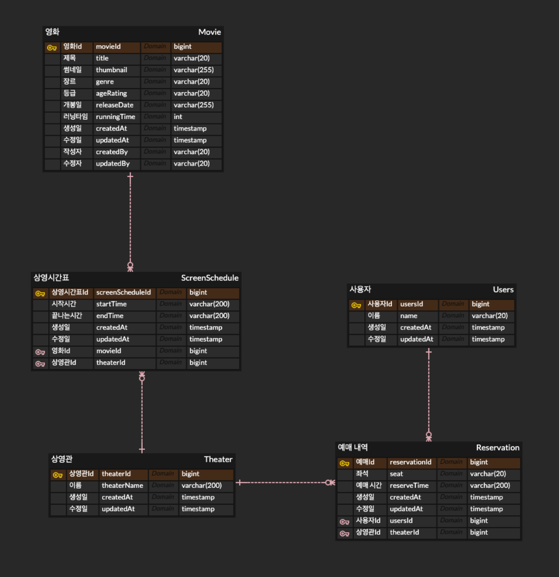 영화 Movie
영화Id movieId Domain bigint
제목 title Domain varchar(20)
썸네일 thumbnail Domain varchar(255)
장르 genre Domain varchar(20)
등급 ageRating Domain varchar(20)
개봉일 releaseDate Domain varchar(255)
러닝타임 runningTime Domain int
생성일 createdAt Domain timestamp
수정일 updatedAt Domain timestamp
작성자 createdBy Domain varchar(20)
수정자 updatedBy Domain varchar(20)
상영시간표 ScreenSchedule
상영시간표Id screenScheduleId Domain bigint
시작시간 startTime Domain varchar(200)
끝나는시간 endTime Domain varchar(200)
생성일 createdAt Domain timestamp
수정일 updatedAt Domain timestamp
영화Id movieId Domain bigint
상영관Id theaterId Domain bigint
사용자 Users
사용자Id usersId Domain bigint
이름 name Domain varchar(20)
생성일 createdAt Domain timestamp
수정일 updatedAt Domain timestamp
상영관 Theater
상영관Id theaterId Domain bigint
이름 theaterName Domain varchar(200)
생성일 createdAt Domain timestamp
수정일 updatedAt Domain timestamp
예매 내역 Reservation
예매Id reservationId Domain bigint
좌석 seat Domain varchar(20)
예매 시간 reserveTime Domain varchar(200)
생성일 createdAt Domain timestamp
수정일 updatedAt Domain timestamp
사용자Id usersId Domain bigint
상영관Id theaterId Domain bigint